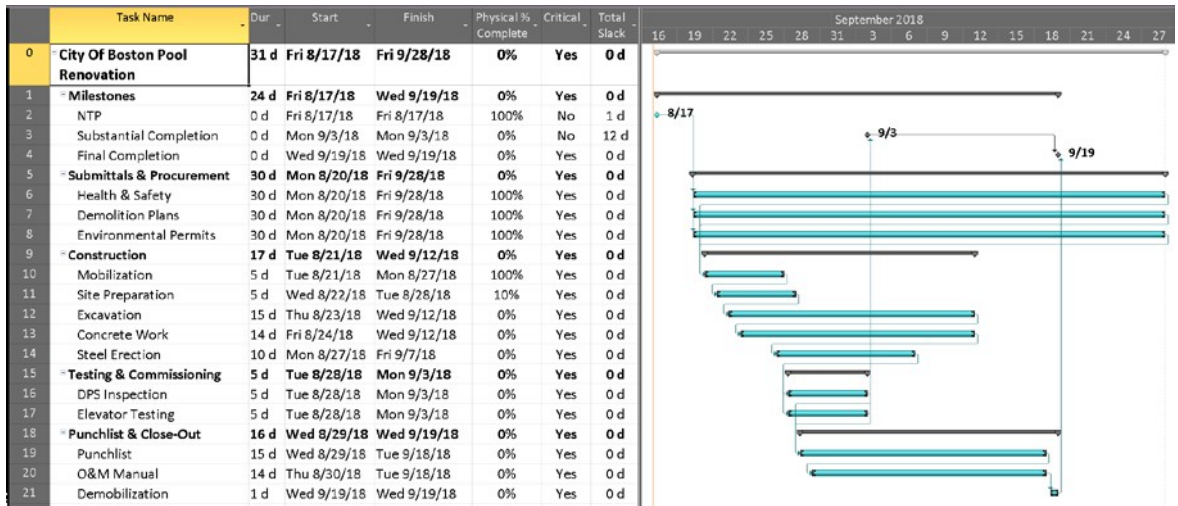 Task Name Dur Start Finish Physical % Complete Critical Total Slack
September 2018
16 19 22 25 28 31 3 6 9 12 15 18 21 24 27
0 City Of Boston Pool Renovation 31 d Fri 8/17/18 Fri 9/28/18 0% Yes 0 d
1 Milestones 24 d Fri 8/17/18 Wed 9/19/18 0% Yes 0 d
2 NTP 0 d Fri 8/17/18 Fri 8/17/18 100% No 1 d 8/17
3 Substantial Completion 0 d Mon 9/3/18 Mon 9/3/18 0% No 12 d 9/3
4 Final Completion 0 d Wed 9/19/18 Wed 9/19/18 0% Yes 0 d 9/19
5 Submittals & Procurement 30 d Mon 8/20/18 Fri 9/28/18 0% Yes 0 d
6 Health & Safety 30 d Mon 8/20/18 Fri 9/28/18 100% Yes 0 d
7 Demolition Plans 30 d Mon 8/20/18 Fri 9/28/18 100% Yes 0 d
8 Environmental Permits 30 d Mon 8/20/18 Fri 9/28/18 100% Yes 0 d
9 Construction 17 d Tue 8/21/18 Wed 9/12/18 0% Yes 0 d
10 Mobilization 5 d Tue 8/21/18 Mon 8/27/18 100% Yes 0 d
11 Site Preparation 5 d Wed 8/22/18 Tue 8/28/18 10% Yes 0 d
12 Excavation 15 d Thu 8/23/18 Wed 9/12/18 0% Yes 0 d
13 Concrete Work 14 d Fri 8/24/18 Wed 9/12/18 0% Yes 0 d
14 Steel Erection 10 d Mon 8/27/18 Fri 9/7/18 0% Yes 0 d
15 Testing & Commissioning 5 d Tue 8/28/18 Mon 9/3/18 0% Yes 0 d
16 DPS Inspection 5 d Tue 8/28/18 Mon 9/3/18 0% Yes 0 d
17 Elevator Testing 5 d Tue 8/28/18 Mon 9/3/18 0% Yes 0 d
18 Punchlist & Close-Out 16 d Wed 8/29/18 Wed 9/19/18 0% Yes 0 d
19 Punchlist 15 d Wed 8/29/18 Tue 9/18/18 0% Yes 0 d
20 O&M Manual 14 d Thu 8/30/18 Tue 9/18/18 0% Yes 0 d
21 Demobilization 1 d Wed 9/19/18 Wed 9/19/18 0% Yes 0 d